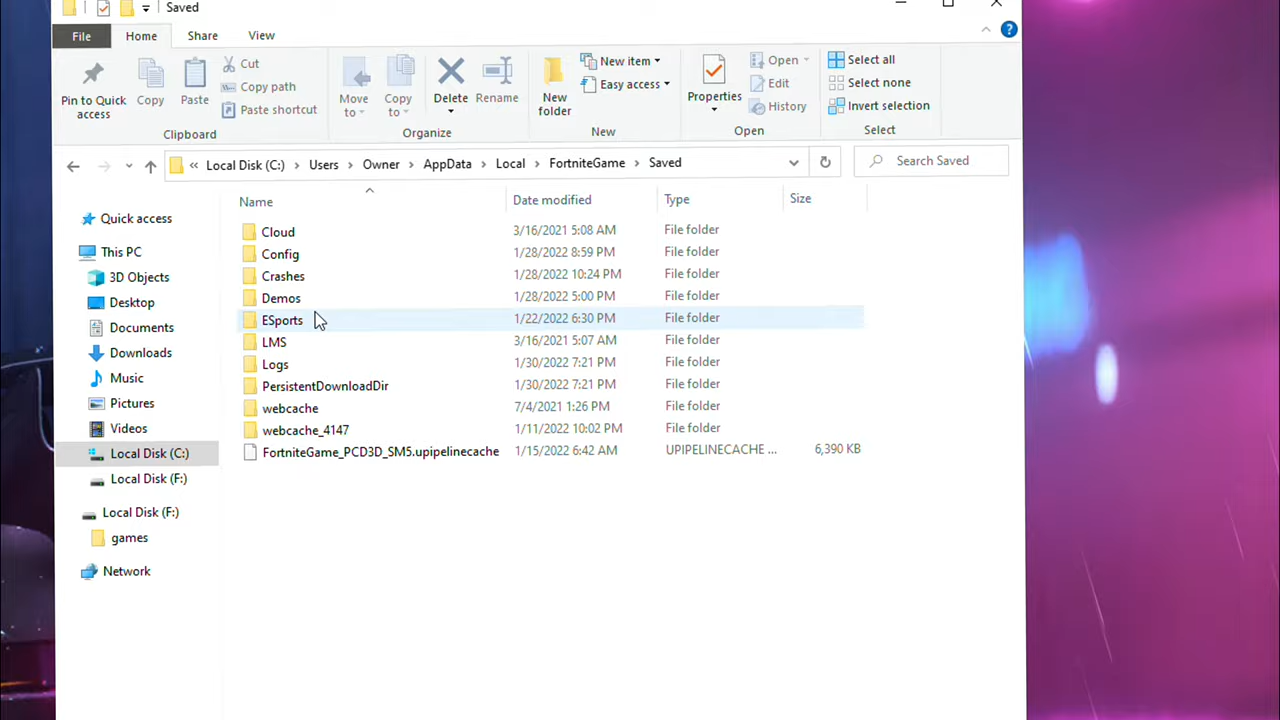 Saved
File Home Share View
Pin to Quick access
Copy
Paste
Cut
Copy path
Paste shortcut
Clipboard
Move to
Copy to
Delete
Rename
Organize
New folder
New item
Easy access
New
Properties
Open
Edit
History
Open
Select all
Select none
Invert selection
Select
« Local Disk (C:) > Users > Owner > AppData > Local > FortniteGame > Saved
Search Saved
Quick access
This PC
3D Objects
Desktop
Documents
Downloads
Music
Pictures
Videos
Local Disk (C:)
Local Disk (F:)
Local Disk (F:)
games
Network
Name Date modified Type Size
Cloud 3/16/2021 5:08 AM File folder
Config 1/28/2022 8:59 PM File folder
Crashes 1/28/2022 10:24 PM File folder
Demos 1/28/2022 5:00 PM File folder
ESports 1/22/2022 6:30 PM File folder
LMS 3/16/2021 5:07 AM File folder
Logs 1/30/2022 7:21 PM File folder
PersistentDownloadDir 1/30/2022 7:21 PM File folder
webcache 7/4/2021 1:26 PM File folder
webcache_4147 1/11/2022 10:02 PM File folder
FortniteGame_PCD3D_SM5.upipelinecache 1/15/2022 6:42 AM UPIPELINECACHE ... 6,390 KB